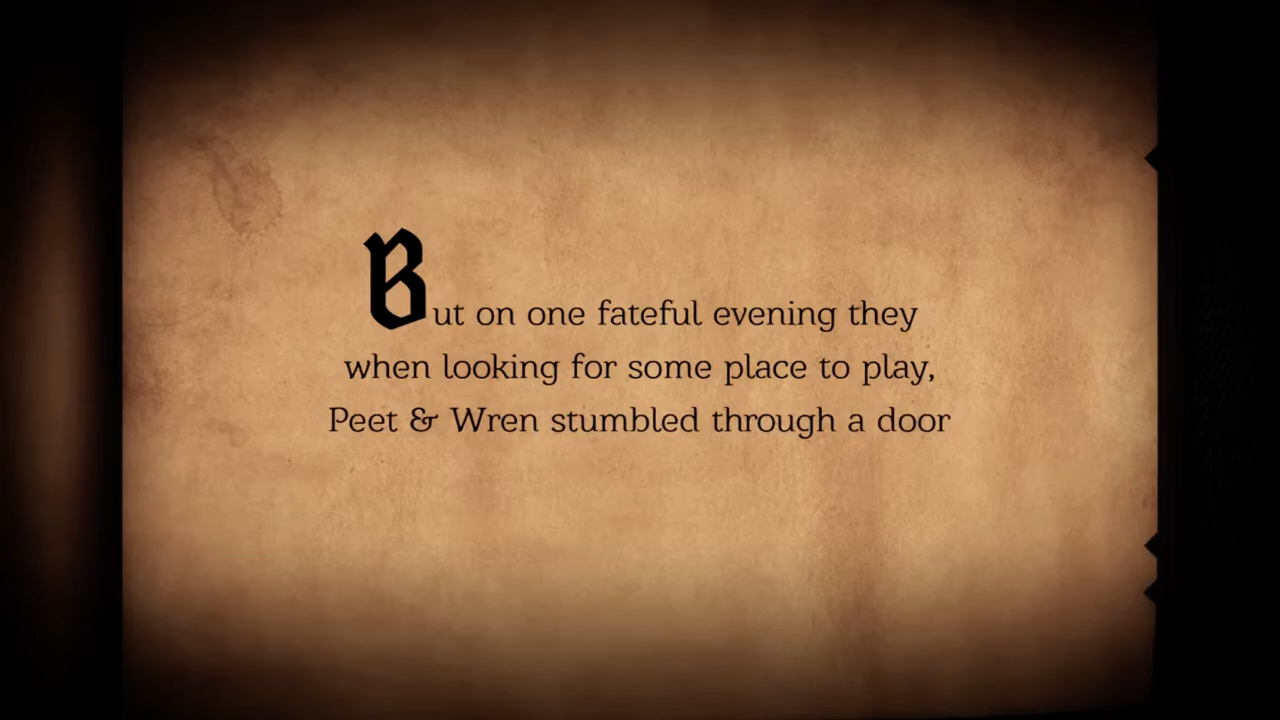 But on one fateful evening they
when looking for some place to play,
Peet & Wren stumbled through a door